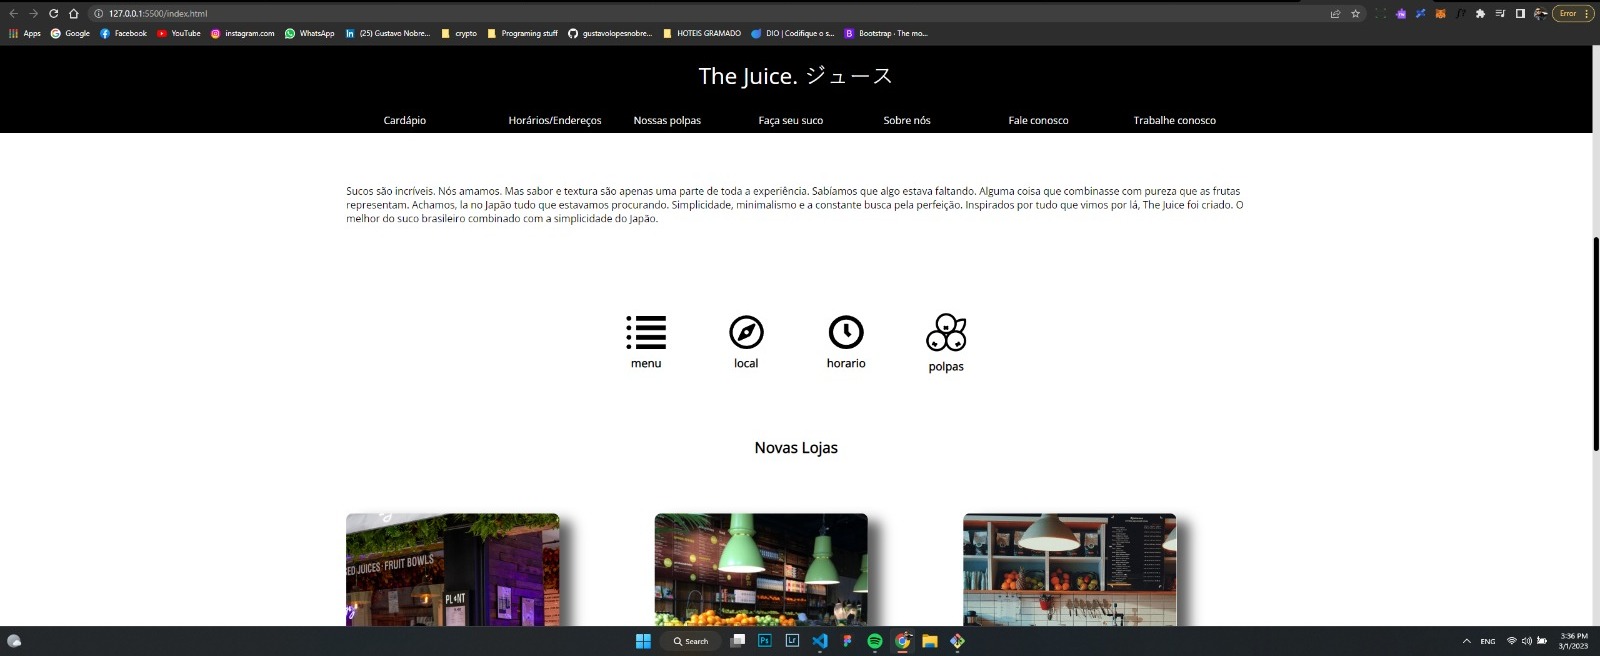 127.0.0.1:5500/index.html
Error
Apps Google Facebook YouTube instagram.com WhatsApp (25) Gustavo Nobre... crypto Programing stuff gustavolopesnobre... HOTEIS GRAMADO DIO | Codifique o s... Bootstrap · The mo...
The Juice. ジュース
Cardápio Horários/Endereços Nossas polpas Faça seu suco Sobre nós Fale conosco Trabalhe conosco
Sucos são incríveis. Nós amamos. Mas sabor e textura são apenas uma parte de toda a experiência. Sabíamos que algo estava faltando. Alguma coisa que combinasse com pureza que as frutas
representam. Achamos, la no Japão tudo que estavamos procurando. Simplicidade, minimalismo e a constante busca pela perfeição. Inspirados por tudo que vimos por lá, The Juice foi criado. O
melhor do suco brasileiro combinado com a simplicidade do Japão.
menu local horario polpas
Novas Lojas
JUICES · FRUIT BOWLS
PLANT
Search
Ps Lr
ENG
3:36 PM
3/1/2023